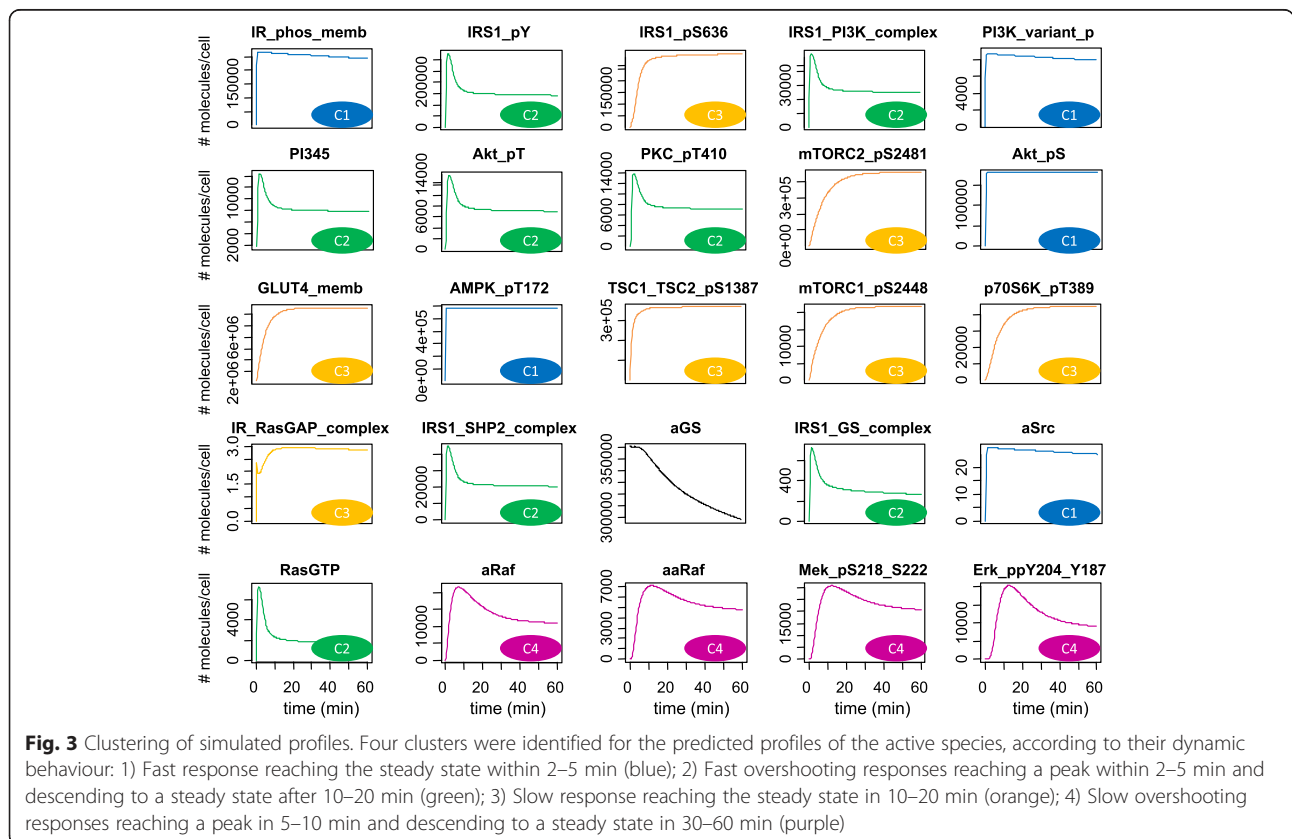 IR_phos_memb IRS1_pY IRS1_pS636 IRS1_PI3K_complex PI3K_variant_p
# molecules/cell 0 150000 0 200000 0 150000 0 30000 0 4000 8000
C1 C2 C3 C2 C1
PI345 Akt_pT PKC_pT410 mTORC2_pS2481 Akt_pS
# molecules/cell 2000 10000 0 6000 14000 0 6000 10000 14000 0e+00 3e+05 0 100000
C2 C2 C2 C3 C1
GLUT4_memb AMPK_pT172 TSC1_TSC2_pS1387 mTORC1_pS2448 p70S6K_pT389
# molecules/cell 2e+06 6e+06 0e+00 4e+05 3e+05 0 10000 0 20000
C3 C1 C3 C3 C3
IR_RasGAP_complex IRS1_SHP2_complex aGS IRS1_GS_complex aSrc
# molecules/cell 0.0 1.5 3.0 0 20000 300000 350000 0 400 0 5 10 20
C3 C2 C2 C1
RasGTP aRaf aaRaf Mek_pS218_S222 Erk_ppY204_Y187
# molecules/cell 0 4000 0 10000 0 3000 7000 0 15000 0 10000
C2 C4 C4 C4 C4
0 20 40 60 0 20 40 60 0 20 40 60 0 20 40 60 0 20 40 60
time (min) time (min) time (min) time (min) time (min)
Fig. 3 Clustering of simulated profiles. Four clusters were identified for the predicted profiles of the active species, according to their dynamic
behaviour: 1) Fast response reaching the steady state within 2–5 min (blue); 2) Fast overshooting responses reaching a peak within 2–5 min and
descending to a steady state after 10–20 min (green); 3) Slow response reaching the steady state in 10–20 min (orange); 4) Slow overshooting
responses reaching a peak in 5–10 min and descending to a steady state in 30–60 min (purple)